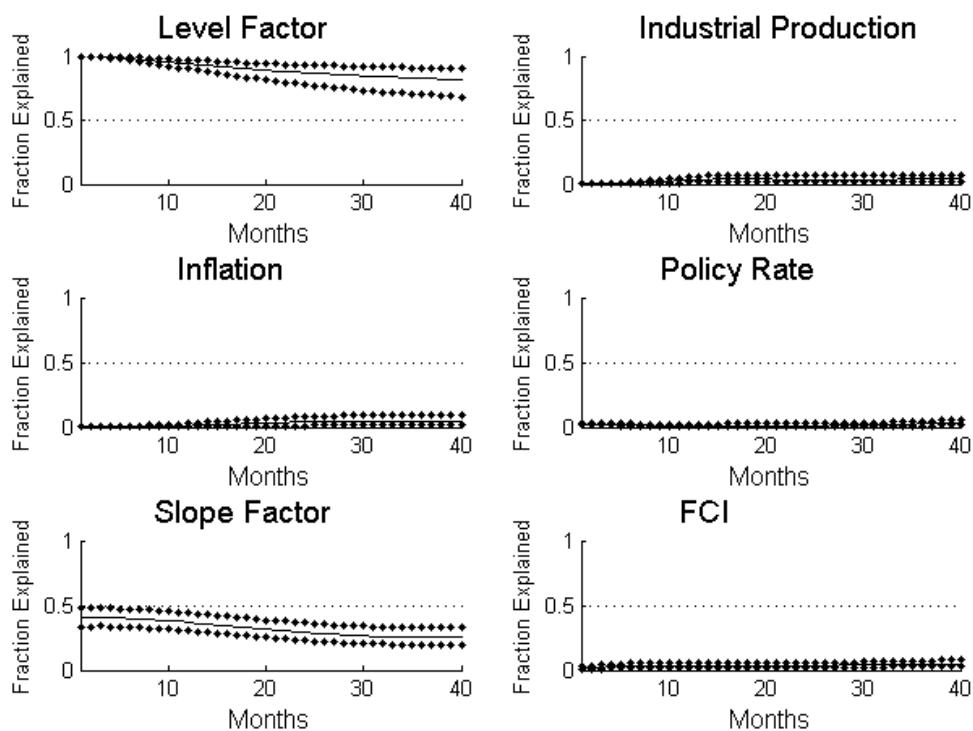 Level Factor
Fraction Explained
1
0.5
0
10 20 30 40
Months
Industrial Production
Fraction Explained
1
0.5
0
10 20 30 40
Months
Inflation
Fraction Explained
1
0.5
0
10 20 30 40
Months
Policy Rate
Fraction Explained
1
0.5
0
10 20 30 40
Months
Slope Factor
Fraction Explained
1
0.5
0
10 20 30 40
Months
FCI
Fraction Explained
1
0.5
0
10 20 30 40
Months